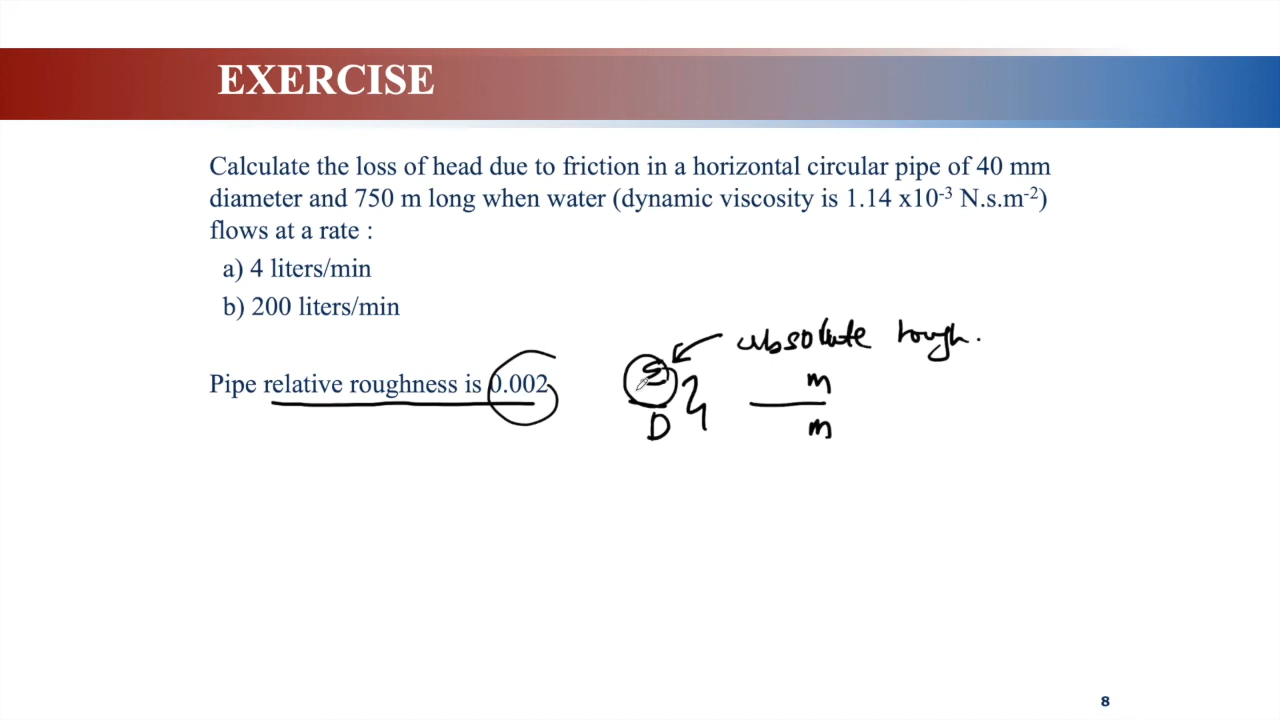 EXERCISE
Calculate the loss of head due to friction in a horizontal circular pipe of 40 mm
diameter and 750 m long when water (dynamic viscosity is 1.14 x10⁻³ N.s.m⁻²)
flows at a rate :
a) 4 liters/min
b) 200 liters/min
absolute rough.
Pipe relative roughness is 0.002
ε
D
m
m
8